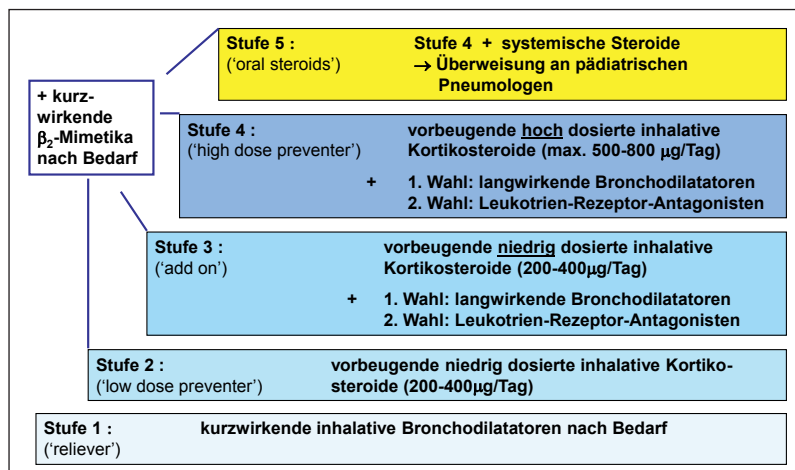 Stufe 5 : Stufe 4 + systemische Steroide
('oral steroids') → Überweisung an pädiatrischen
Pneumologen
+ kurz-
wirkende
β₂-Mimetika
nach Bedarf
Stufe 4 : vorbeugende hoch dosierte inhalative
('high dose preventer') Kortikosteroide (max. 500-800 µg/Tag)
+ 1. Wahl: langwirkende Bronchodilatatoren
2. Wahl: Leukotrien-Rezeptor-Antagonisten
Stufe 3 : vorbeugende niedrig dosierte inhalative
('add on') Kortikosteroide (200-400µg/Tag)
+ 1. Wahl: langwirkende Bronchodilatatoren
2. Wahl: Leukotrien-Rezeptor-Antagonisten
Stufe 2 : vorbeugende niedrig dosierte inhalative Kortiko-
('low dose preventer') steroide (200-400µg/Tag)
Stufe 1 : kurzwirkende inhalative Bronchodilatatoren nach Bedarf
('reliever')